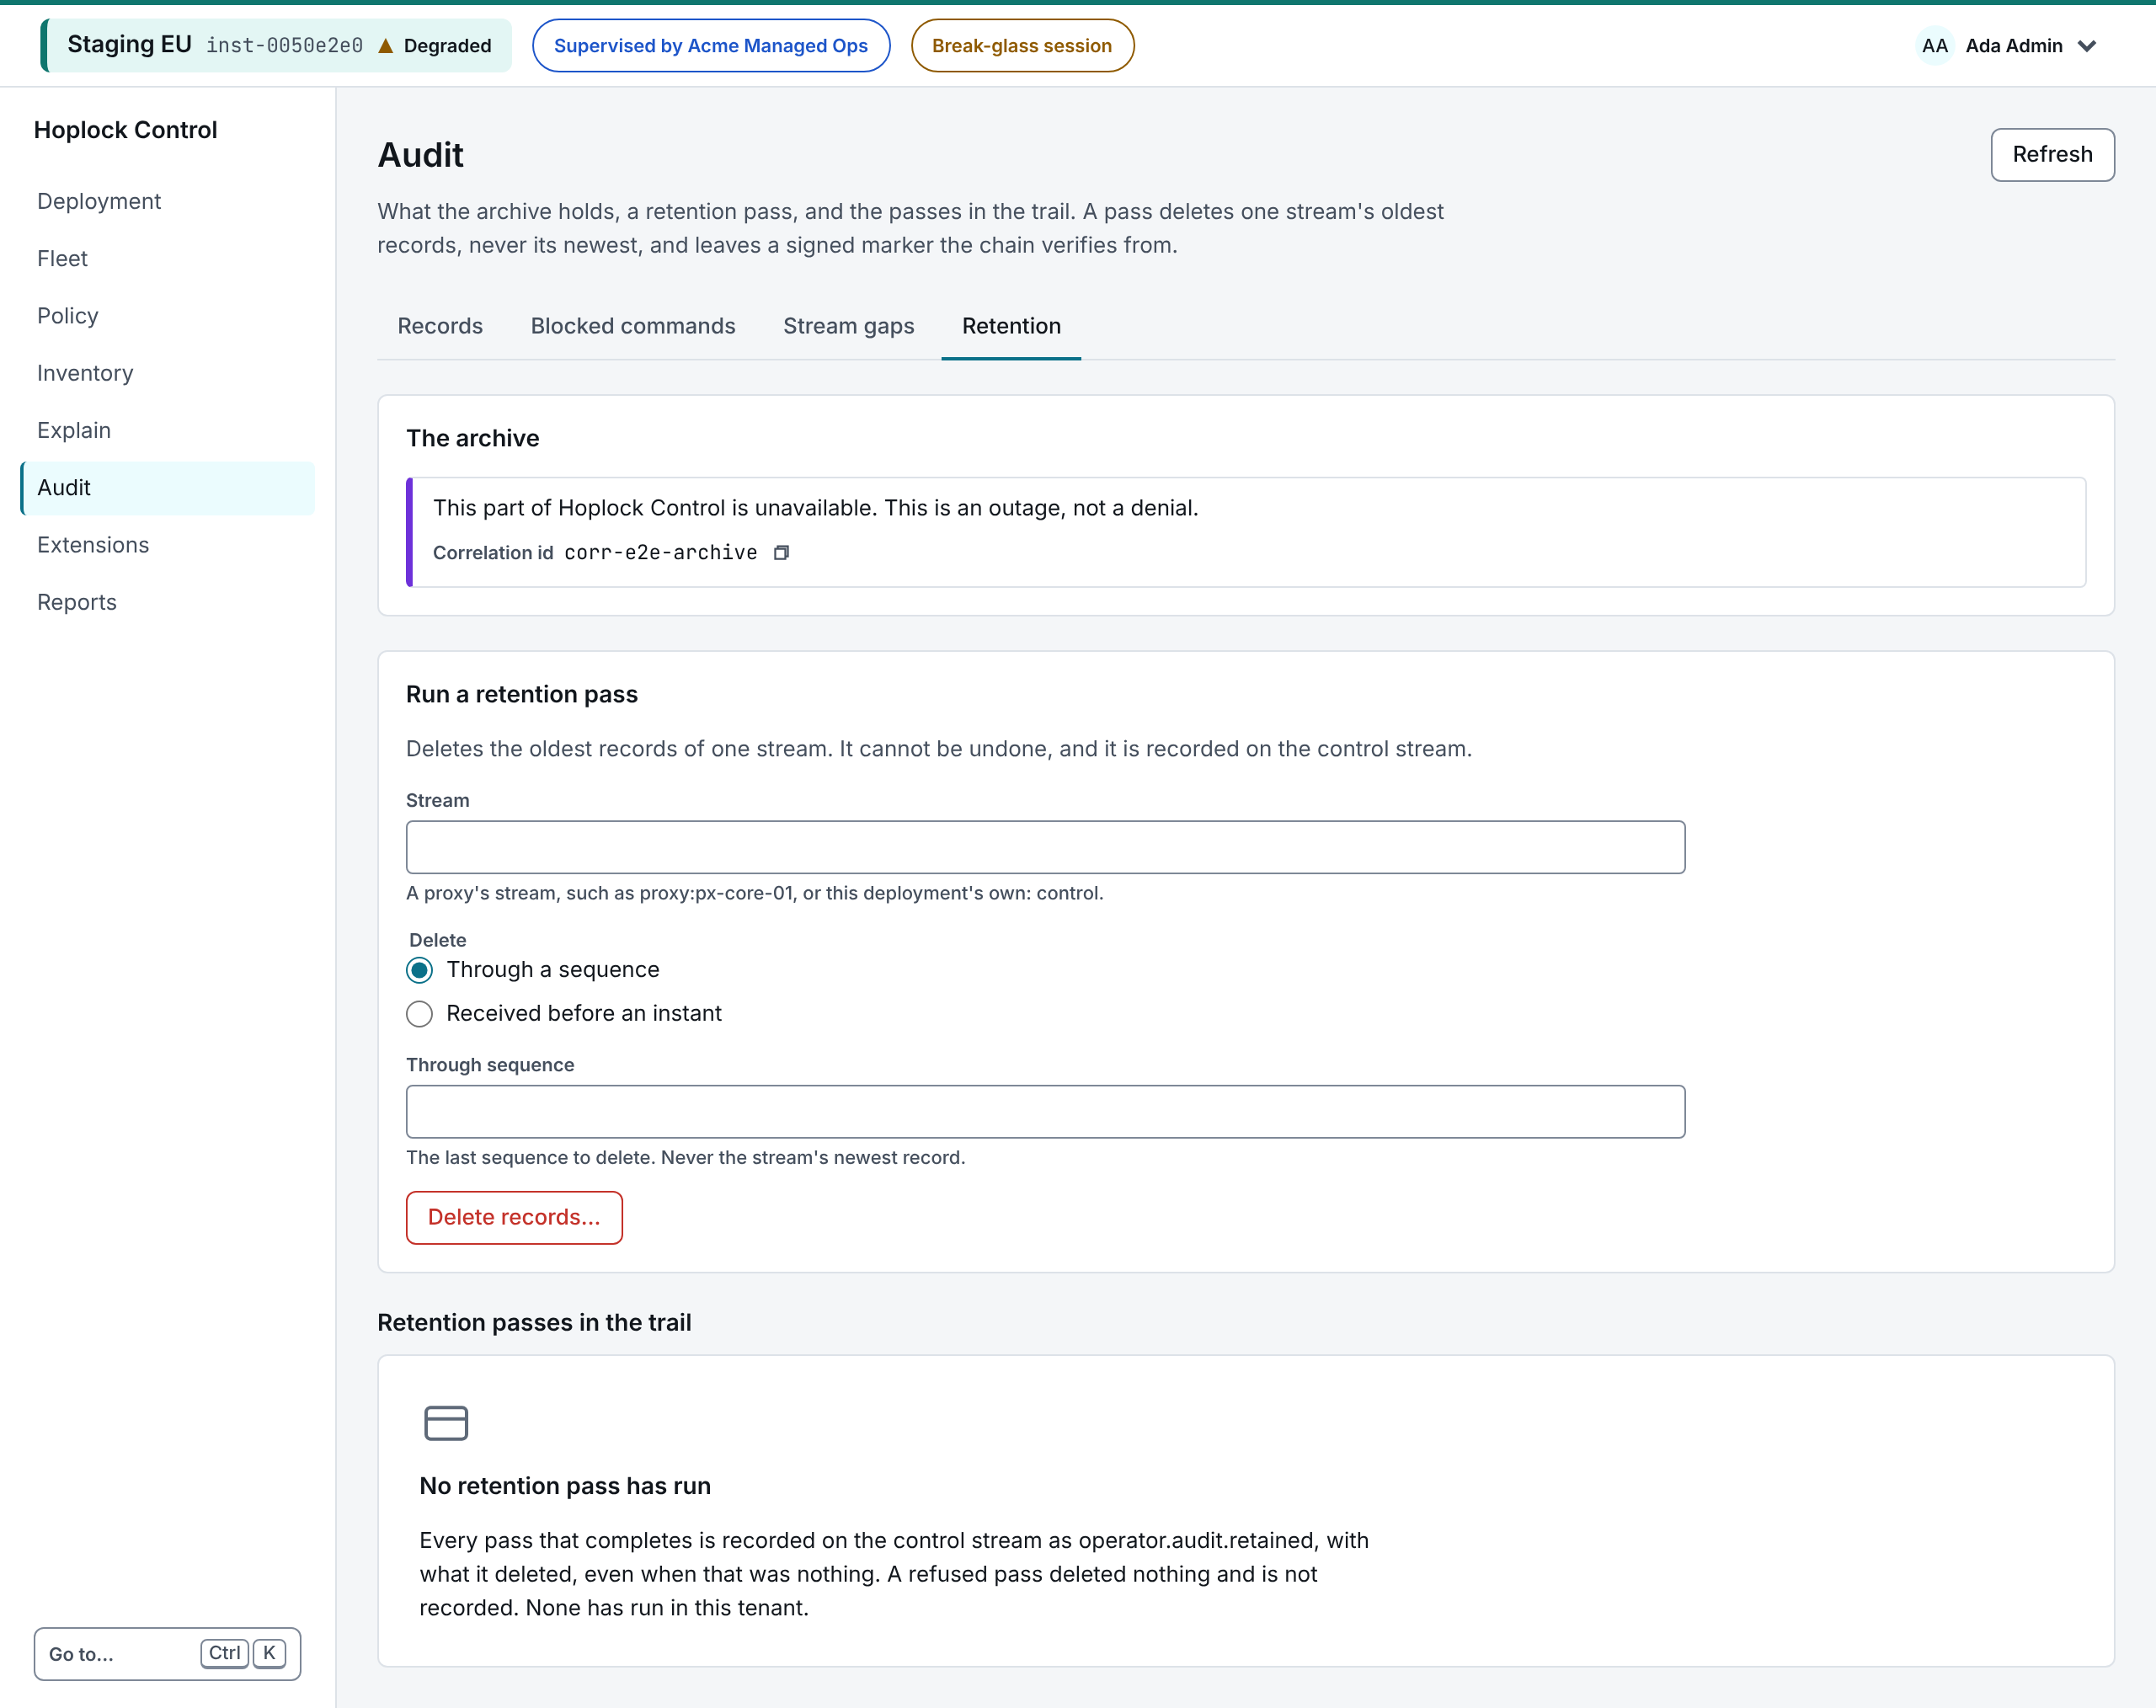 Staging EU inst-0050e2e0 Degraded
Supervised by Acme Managed Ops
Break-glass session
AA Ada Admin
Hoplock Control
Deployment
Fleet
Policy
Inventory
Explain
Audit
Extensions
Reports
Go to... Ctrl K
Audit
Refresh
What the archive holds, a retention pass, and the passes in the trail. A pass deletes one stream's oldest
records, never its newest, and leaves a signed marker the chain verifies from.
Records Blocked commands Stream gaps Retention
The archive
This part of Hoplock Control is unavailable. This is an outage, not a denial.
Correlation id corr-e2e-archive
Run a retention pass
Deletes the oldest records of one stream. It cannot be undone, and it is recorded on the control stream.
Stream
A proxy's stream, such as proxy:px-core-01, or this deployment's own: control.
Delete
Through a sequence
Received before an instant
Through sequence
The last sequence to delete. Never the stream's newest record.
Delete records...
Retention passes in the trail
No retention pass has run
Every pass that completes is recorded on the control stream as operator.audit.retained, with
what it deleted, even when that was nothing. A refused pass deleted nothing and is not
recorded. None has run in this tenant.